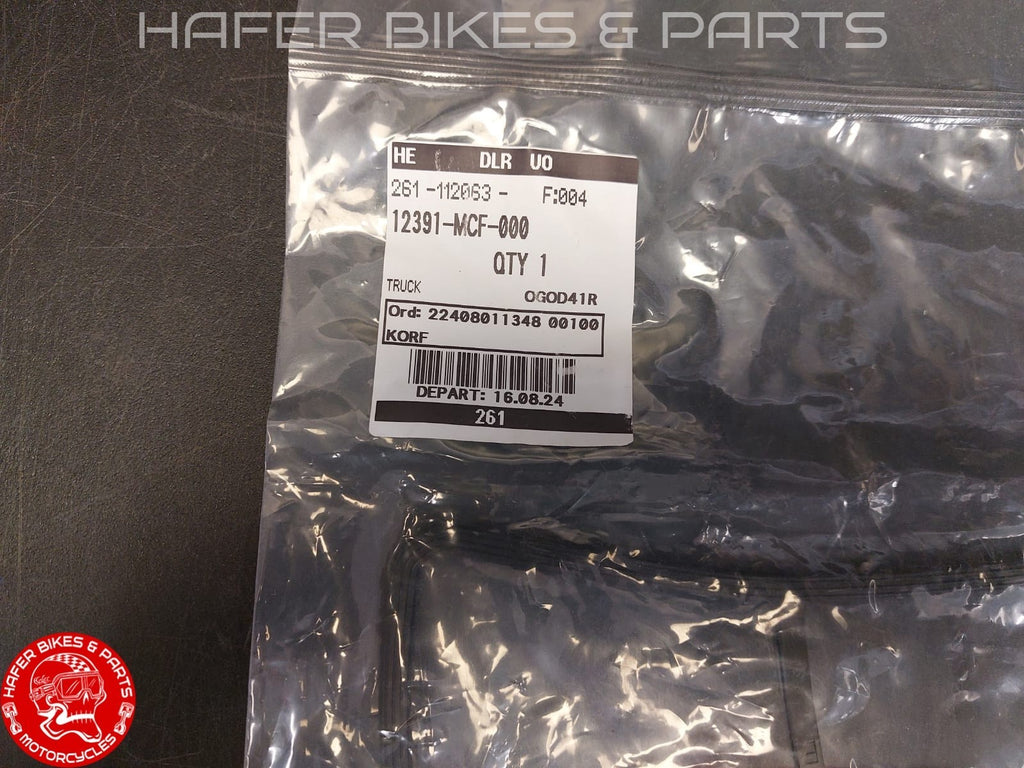 HAFER BIKES & PARTS
HE DLR UO
261 -112063 - F:004
12391-MCF-000
QTY 1
TRUCK OGOD41R
Ord: 22408011348 00100
KORF
DEPART: 16.08.24
261
HAFER BIKES & PARTS
MOTORCYCLES